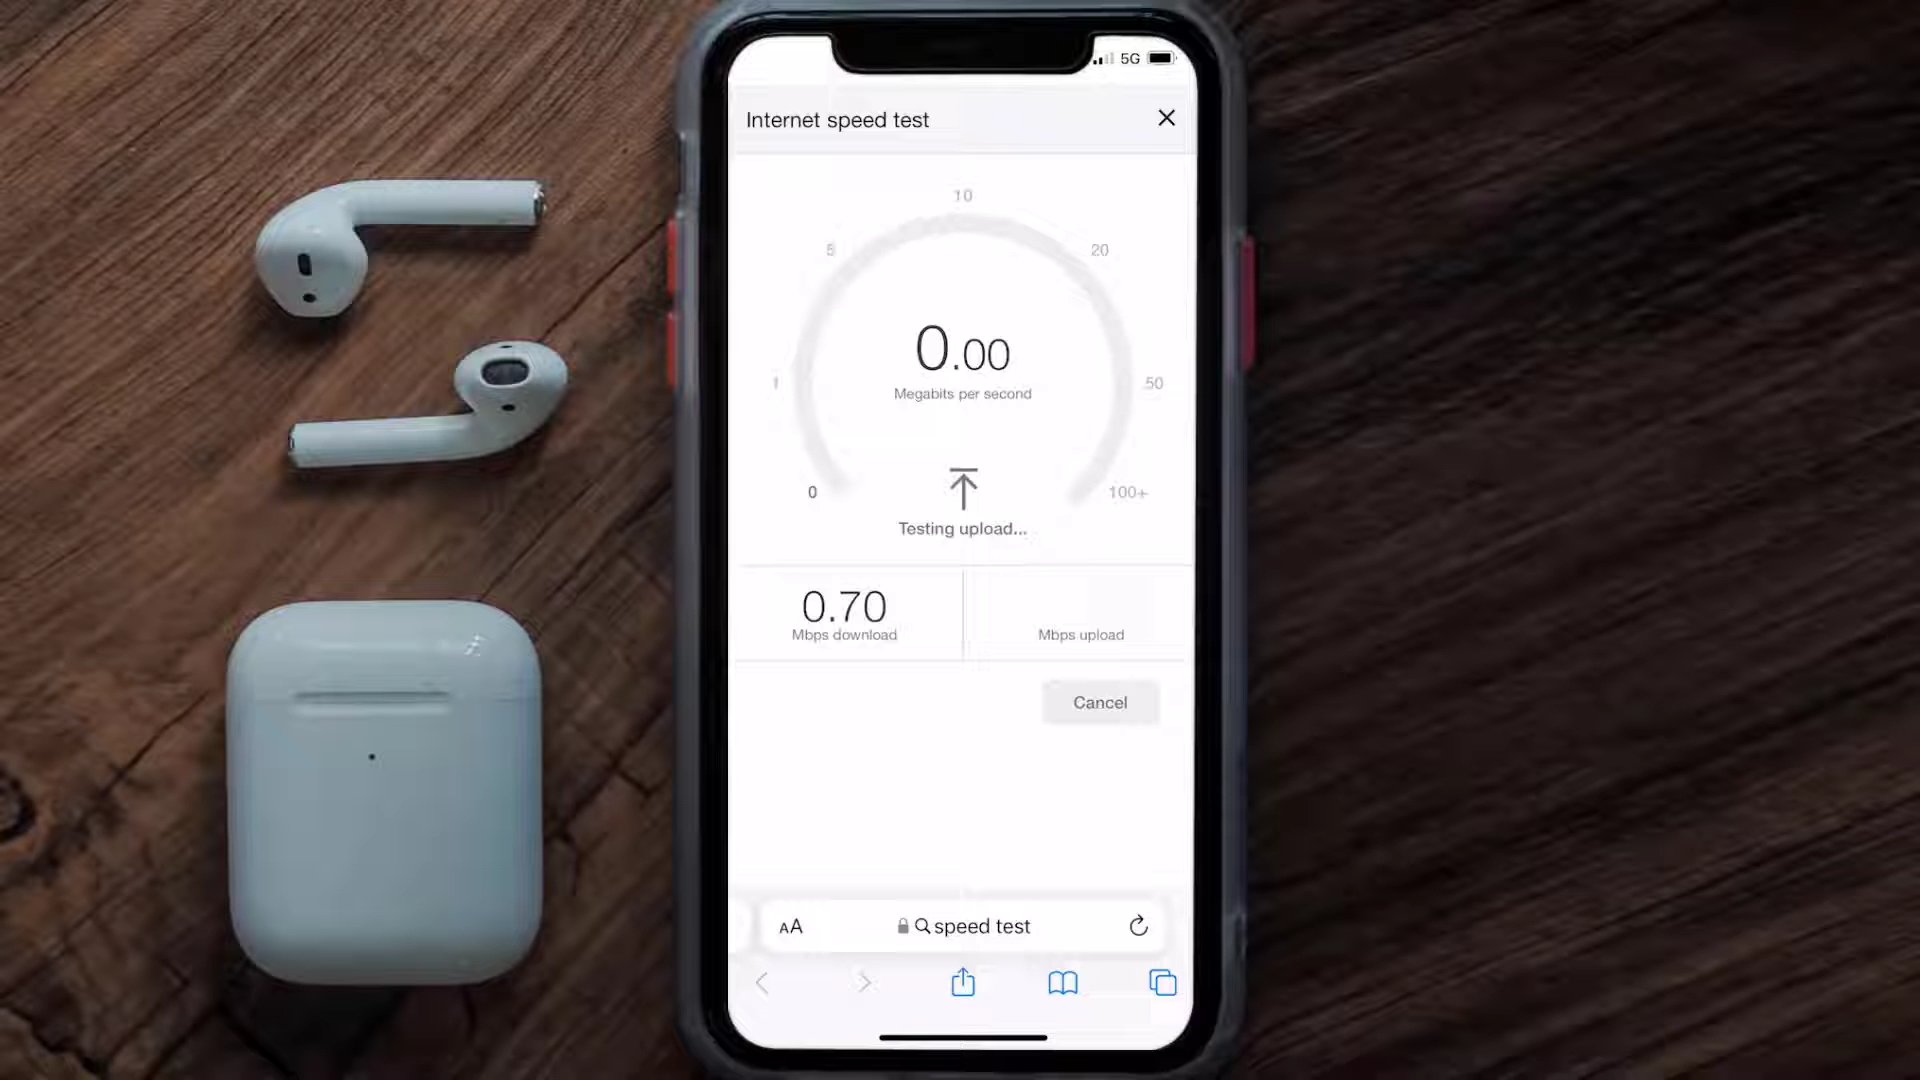 5G
Internet speed test
10
5
20
0.00
1
50
Megabits per second
0
100+
Testing upload...
0.70
Mbps download
Mbps upload
Cancel
AA
speed test